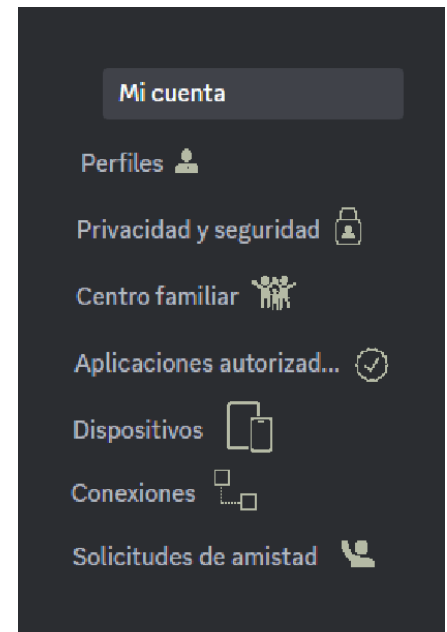 Mi cuenta
Perfiles
Privacidad y seguridad
Centro familiar
Aplicaciones autorizad...
Dispositivos
Conexiones
Solicitudes de amistad